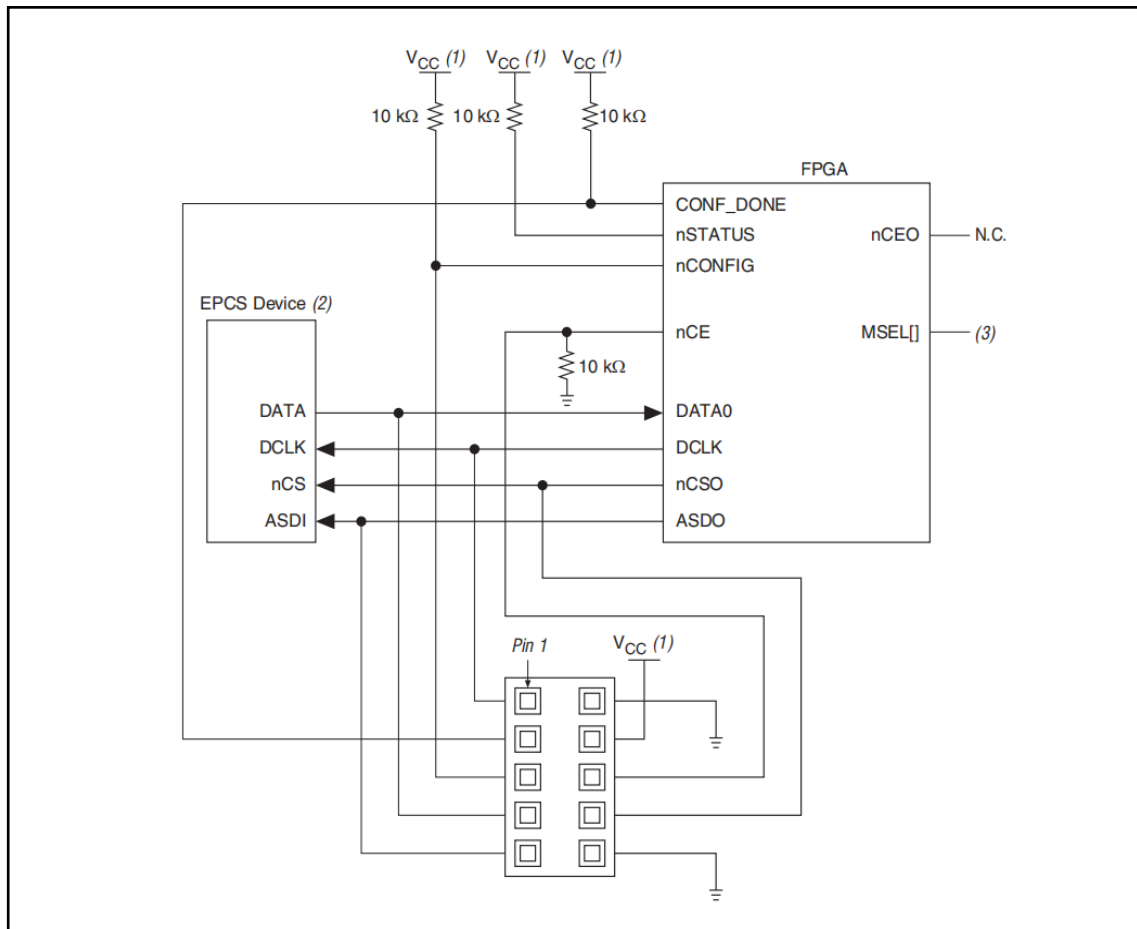 VCC (1) VCC (1) VCC (1)
10 kΩ 10 kΩ 10 kΩ
FPGA
CONF_DONE
nSTATUS nCEO N.C.
nCONFIG
EPCS Device (2)
nCE MSEL[] (3)
10 kΩ
DATA DATA0
DCLK DCLK
nCS nCSO
ASDI ASDO
Pin 1 VCC (1)